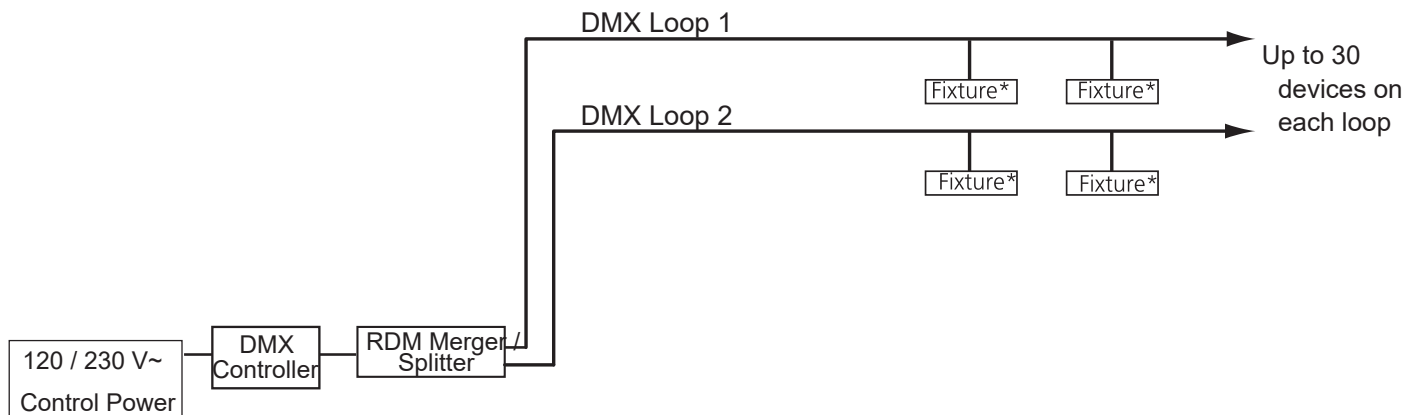 DMX Loop 1
Up to 30
devices on
each loop
Fixture* Fixture*
DMX Loop 2
Fixture* Fixture*
120 / 230 V~
Control Power
DMX
Controller
RDM Merger /
Splitter